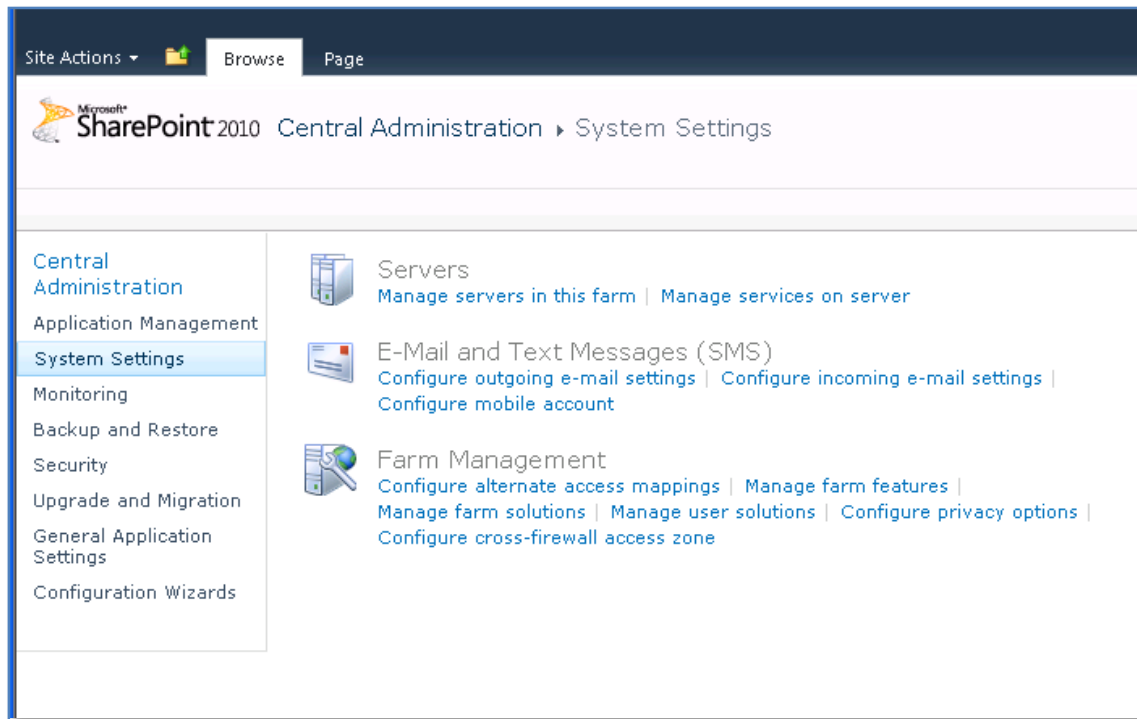 Site Actions Browse Page
Microsoft®
SharePoint 2010 Central Administration ▸ System Settings
Central
Administration
Application Management
System Settings
Monitoring
Backup and Restore
Security
Upgrade and Migration
General Application
Settings
Configuration Wizards
Servers
Manage servers in this farm | Manage services on server
E-Mail and Text Messages (SMS)
Configure outgoing e-mail settings | Configure incoming e-mail settings |
Configure mobile account
Farm Management
Configure alternate access mappings | Manage farm features |
Manage farm solutions | Manage user solutions | Configure privacy options |
Configure cross-firewall access zone